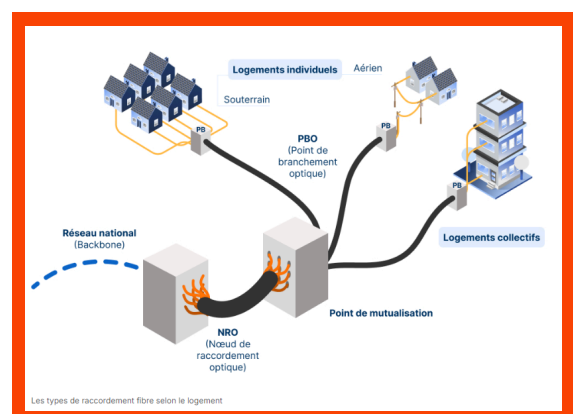 Logements individuels
Aérien
Souterrain
PB
PBO
(Point de
branchement
optique)
PB
PB
Logements collectifs
Réseau national
(Backbone)
Point de mutualisation
NRO
(Nœud de
raccordement
optique)
Les types de raccordement fibre selon le logement